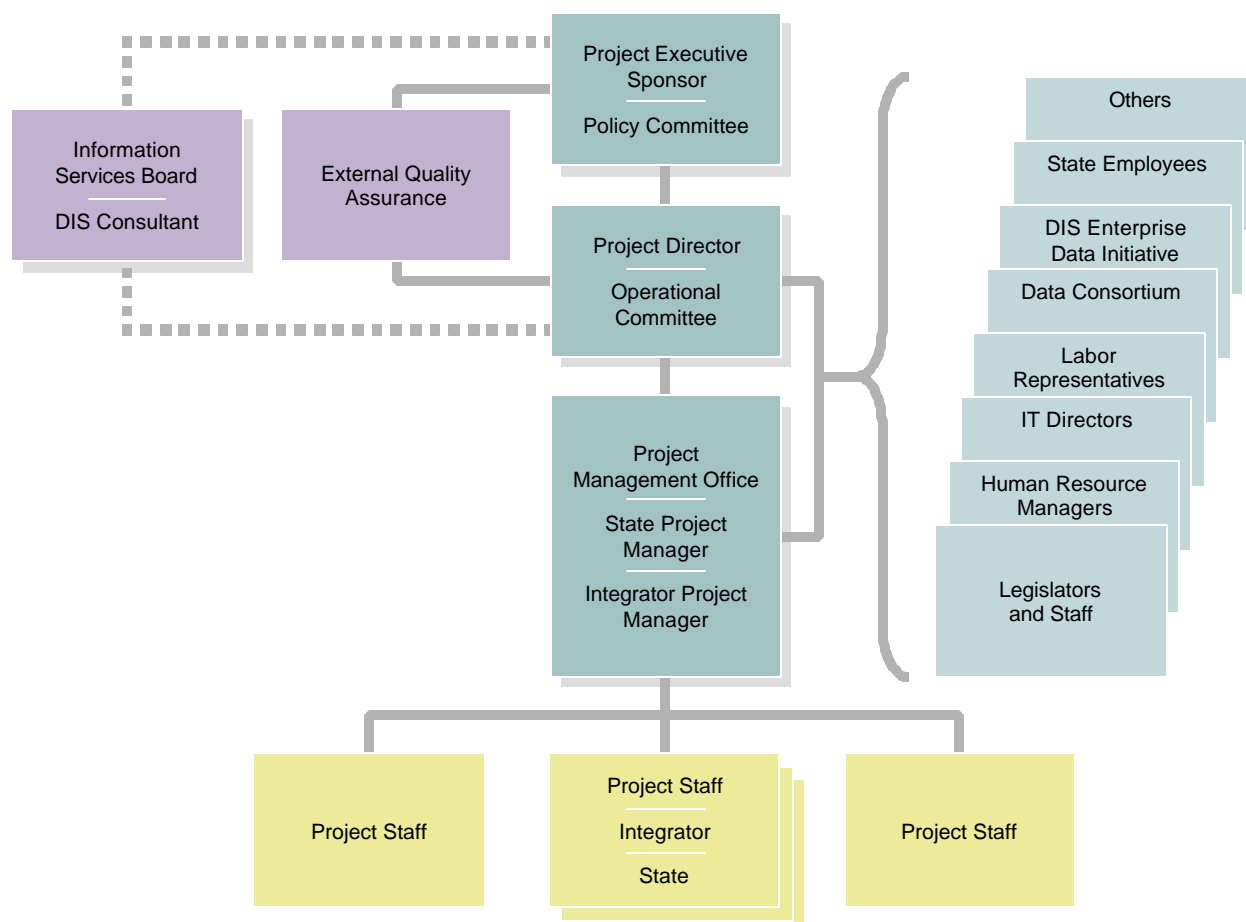 Project Executive
Sponsor
Policy Committee
Information
Services Board
DIS Consultant
External Quality
Assurance
Project Director
Operational
Committee
Project
Management Office
State Project
Manager
Integrator Project
Manager
Others
State Employees
DIS Enterprise
Data Initiative
Data Consortium
Labor
Representatives
IT Directors
Human Resource
Managers
Legislators
and Staff
Project Staff
Project Staff
Integrator
State
Project Staff